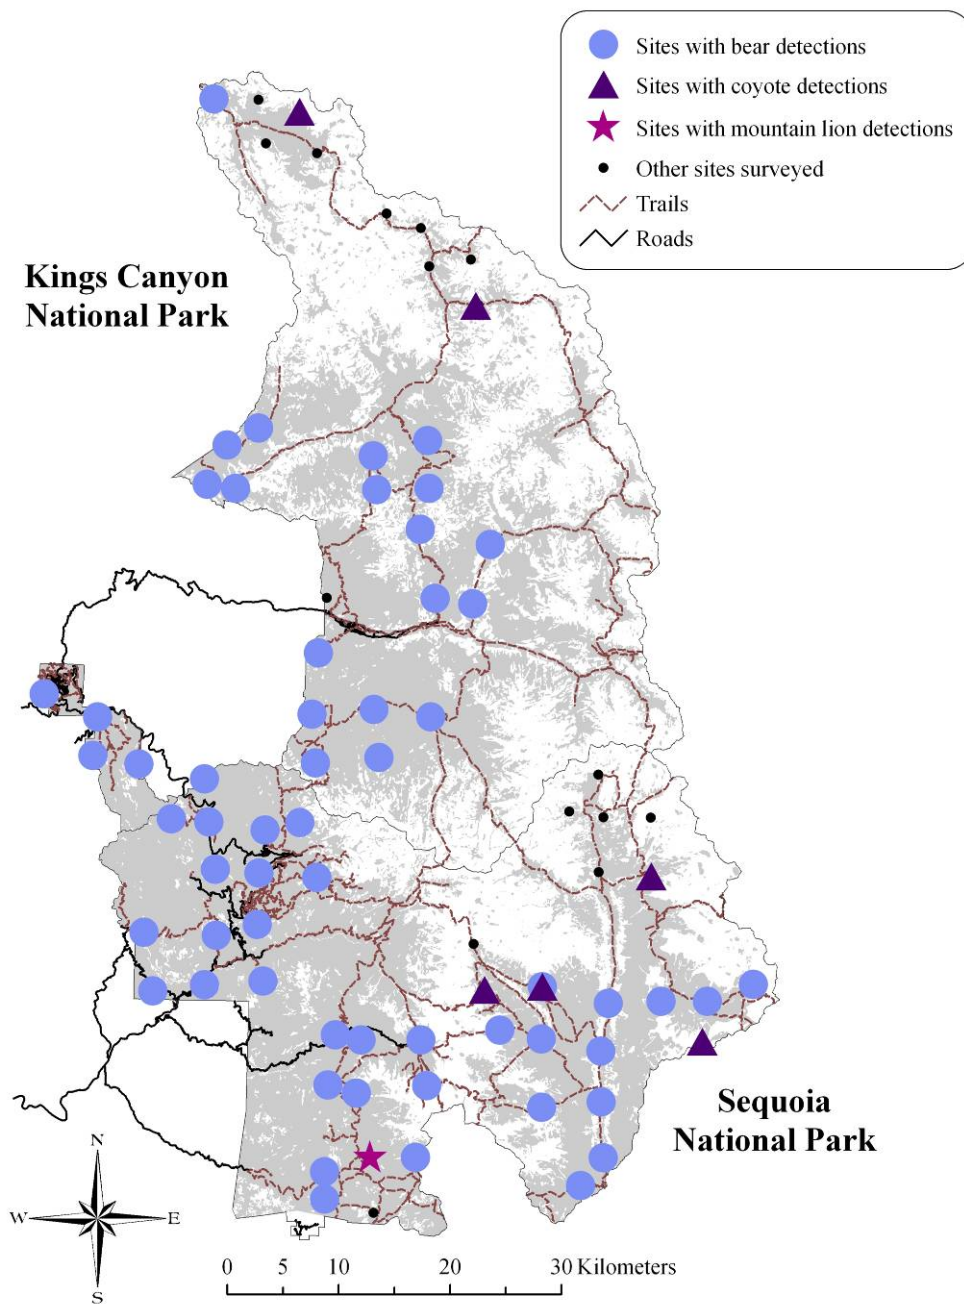 Sites with bear detections
Sites with coyote detections
Sites with mountain lion detections
Other sites surveyed
Trails
Roads
Kings Canyon
National Park
Sequoia
National Park
N
W E
S
0 5 10 20 30 Kilometers